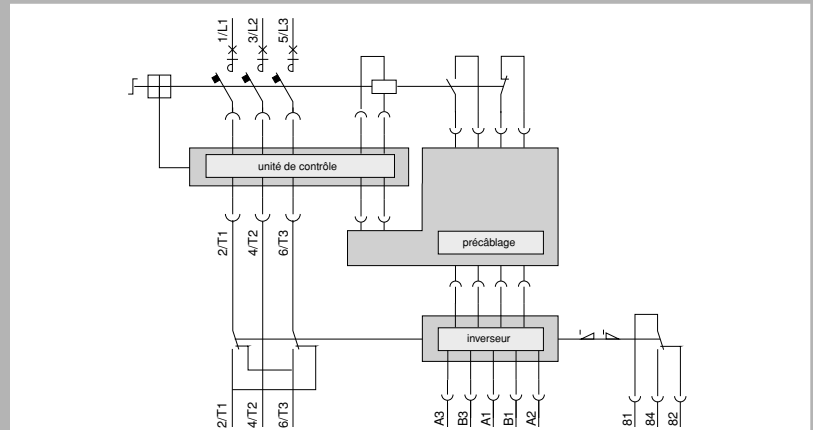 1/L1 3/L2 5/L3
unité de contrôle
2/T1 4/T2 6/T3
précâblage
inverseur
2/T1 4/T2 6/T3 A3 B3 A1 B1 A2 81 84 82